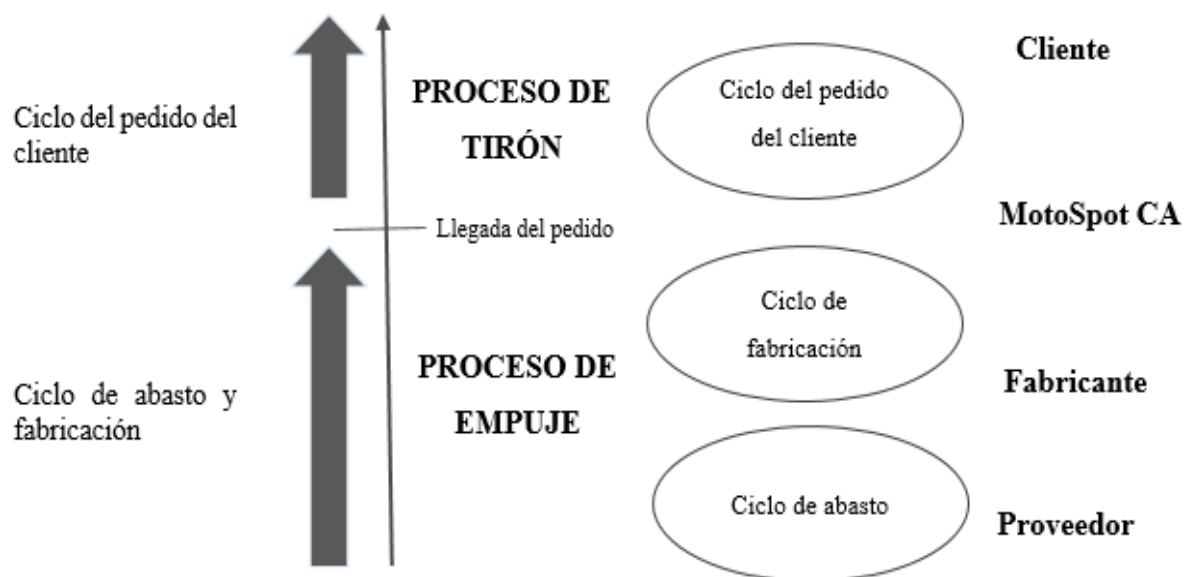 Cliente
Ciclo del pedido
del cliente
PROCESO DE
TIRÓN
Ciclo del pedido del
cliente
MotoSpot CA
Llegada del pedido
Ciclo de
fabricación
PROCESO DE
EMPUJE
Fabricante
Ciclo de abasto y
fabricación
Ciclo de abasto
Proveedor